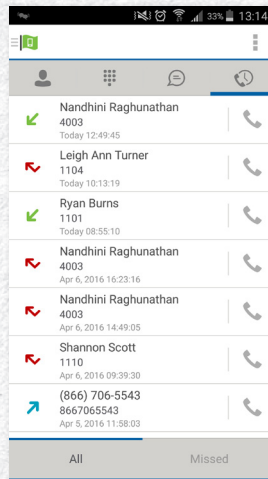 33% 13:14
Nandhini Raghunathan
4003
Today 12:49:45
Leigh Ann Turner
1104
Today 10:13:19
Ryan Burns
1101
Today 08:55:10
Nandhini Raghunathan
4003
Apr 6, 2016 16:23:16
Nandhini Raghunathan
4003
Apr 6, 2016 14:49:05
Shannon Scott
1110
Apr 6, 2016 09:39:30
(866) 706-5543
8667065543
Apr 5, 2016 11:58:03
All Missed